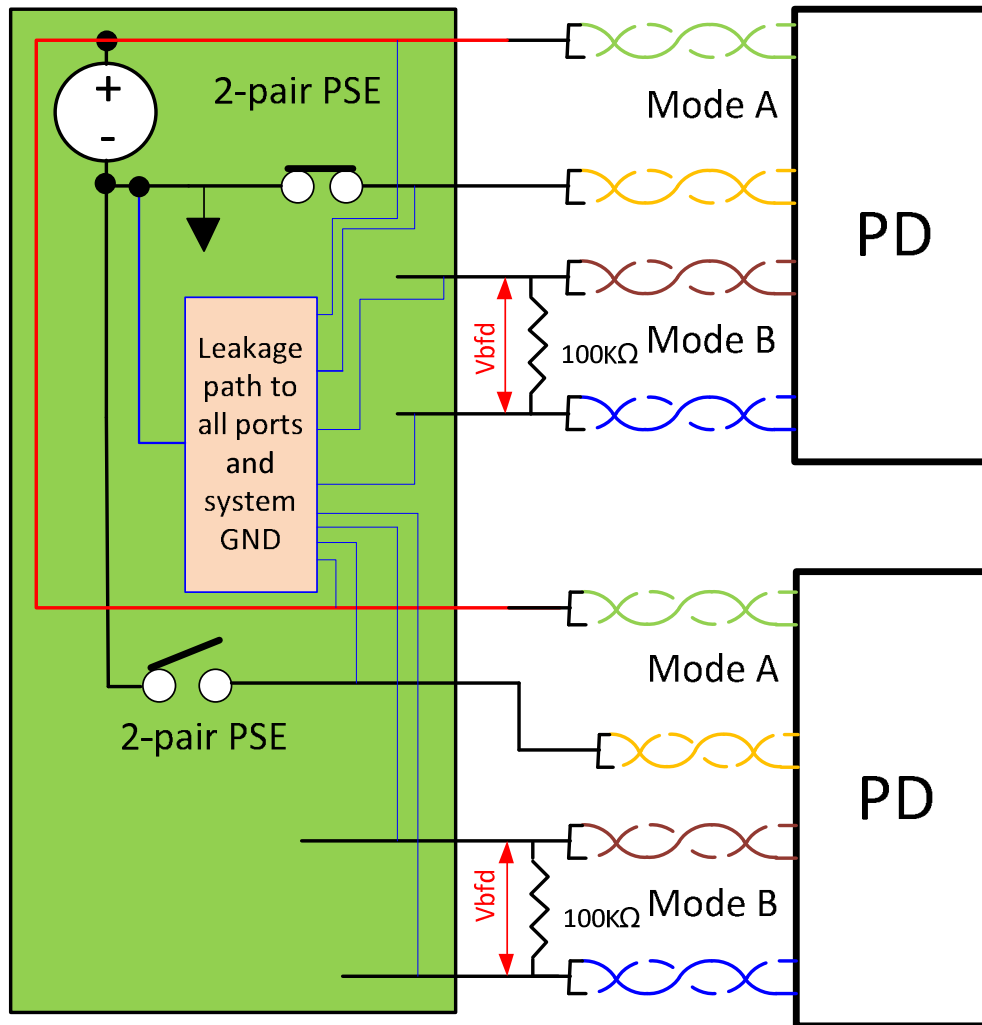 +
-
2-pair PSE
Mode A
PD
Leakage
path to
all ports
and
system
GND
Vbfd
100KΩ
Mode B
Mode A
2-pair PSE
PD
Vbfd
100KΩ
Mode B